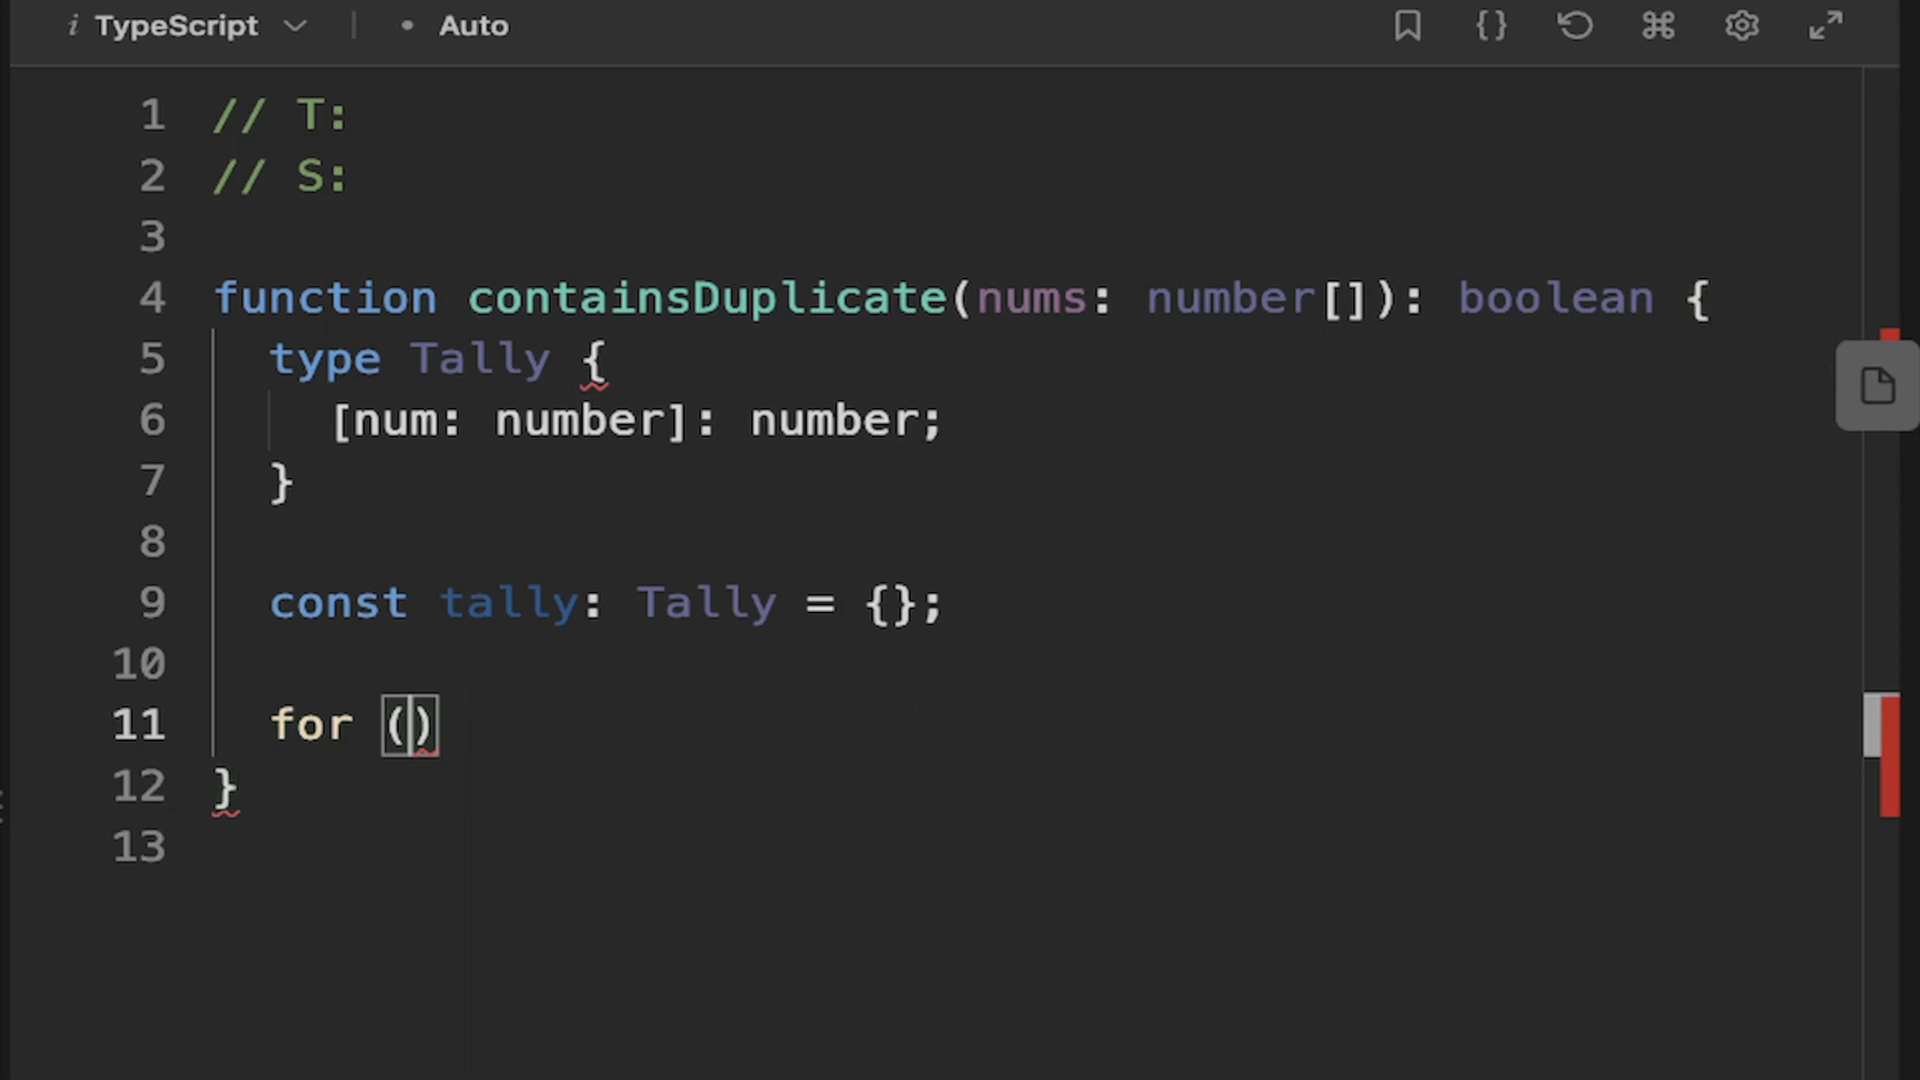 i TypeScript • Auto
1 // T:
2 // S:
3
4 function containsDuplicate(nums: number[]): boolean {
5 type Tally {
6 [num: number]: number;
7 }
8
9 const tally: Tally = {};
10
11 for ()
12 }
13